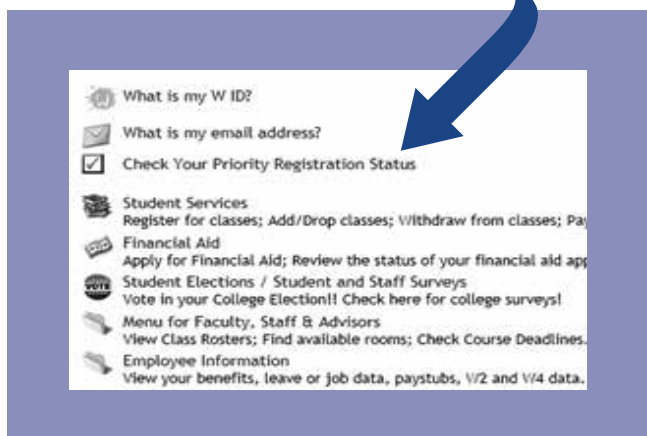 What is my W ID?
What is my email address?
Check Your Priority Registration Status
Student Services
Register for classes; Add/Drop classes; Withdraw from classes; Pay
Financial Aid
Apply for Financial Aid; Review the status of your financial aid app
VOTE
Student Elections / Student and Staff Surveys
Vote in your College Election!! Check here for college surveys!
Menu for Faculty, Staff & Advisors
View Class Rosters; Find available rooms; Check Course Deadlines.
Employee Information
View your benefits, leave or job data, paystubs, W2 and W4 data.